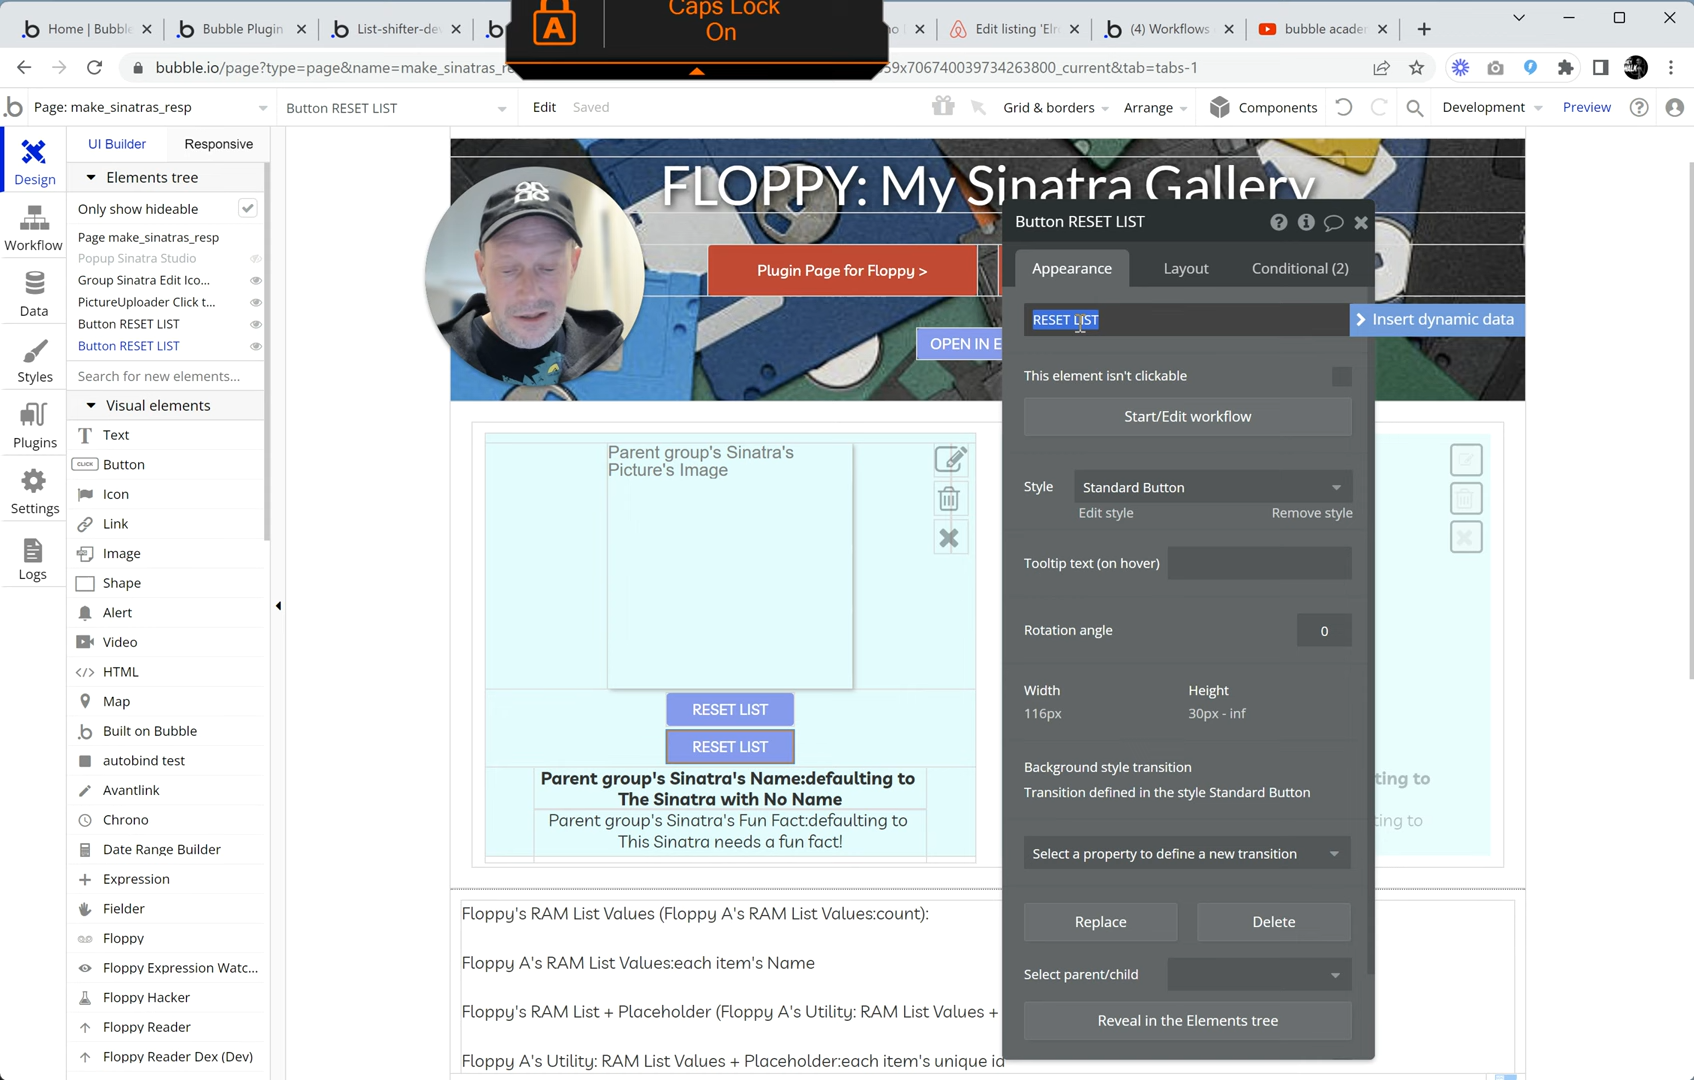 Caps Lock
On
A
Home | Bubble
Bubble Plugin
List-shifter-dev
Edit listing 'Elro
(4) Workflows
bubble acade
bubble.io/page?type=page&name=make_sinatras_re
59x706740039734263800_current&tab=tabs-1
Page: make_sinatras_resp
Button RESET LIST
Edit
Saved
Grid & borders
Arrange
Components
Development
Preview
UI Builder
Responsive
Design
Workflow
Data
Styles
Plugins
Settings
Logs
Elements tree
Only show hideable
Page make_sinatras_resp
Popup Sinatra Studio
Group Sinatra Edit Ico...
PictureUploader Click t...
Button RESET LIST
Button RESET LIST
Search for new elements...
Visual elements
Text
CLICK Button
Icon
Link
Image
Shape
Alert
Video
HTML
Map
Built on Bubble
autobind test
Avantlink
Chrono
Date Range Builder
Expression
Fielder
Floppy
Floppy Expression Watc...
Floppy Hacker
Floppy Reader
Floppy Reader Dex (Dev)
FLOPPY: My Sinatra Gallery
Plugin Page for Floppy >
OPEN IN E
Parent group's Sinatra's
Picture's Image
RESET LIST
RESET LIST
Parent group's Sinatra's Name:defaulting to
The Sinatra with No Name
Parent group's Sinatra's Fun Fact:defaulting to
This Sinatra needs a fun fact!
ting to
ting to
Floppy's RAM List Values (Floppy A's RAM List Values:count):
Floppy A's RAM List Values:each item's Name
Floppy's RAM List + Placeholder (Floppy A's Utility: RAM List Values +
Floppy A's Utility: RAM List Values + Placeholder:each item's unique id
Button RESET LIST
Appearance
Layout
Conditional (2)
RESET LIST
Insert dynamic data
This element isn't clickable
Start/Edit workflow
Style
Standard Button
Edit style
Remove style
Tooltip text (on hover)
Rotation angle
0
Width
Height
116px
30px - inf
Background style transition
Transition defined in the style Standard Button
Select a property to define a new transition
Replace
Delete
Select parent/child
Reveal in the Elements tree